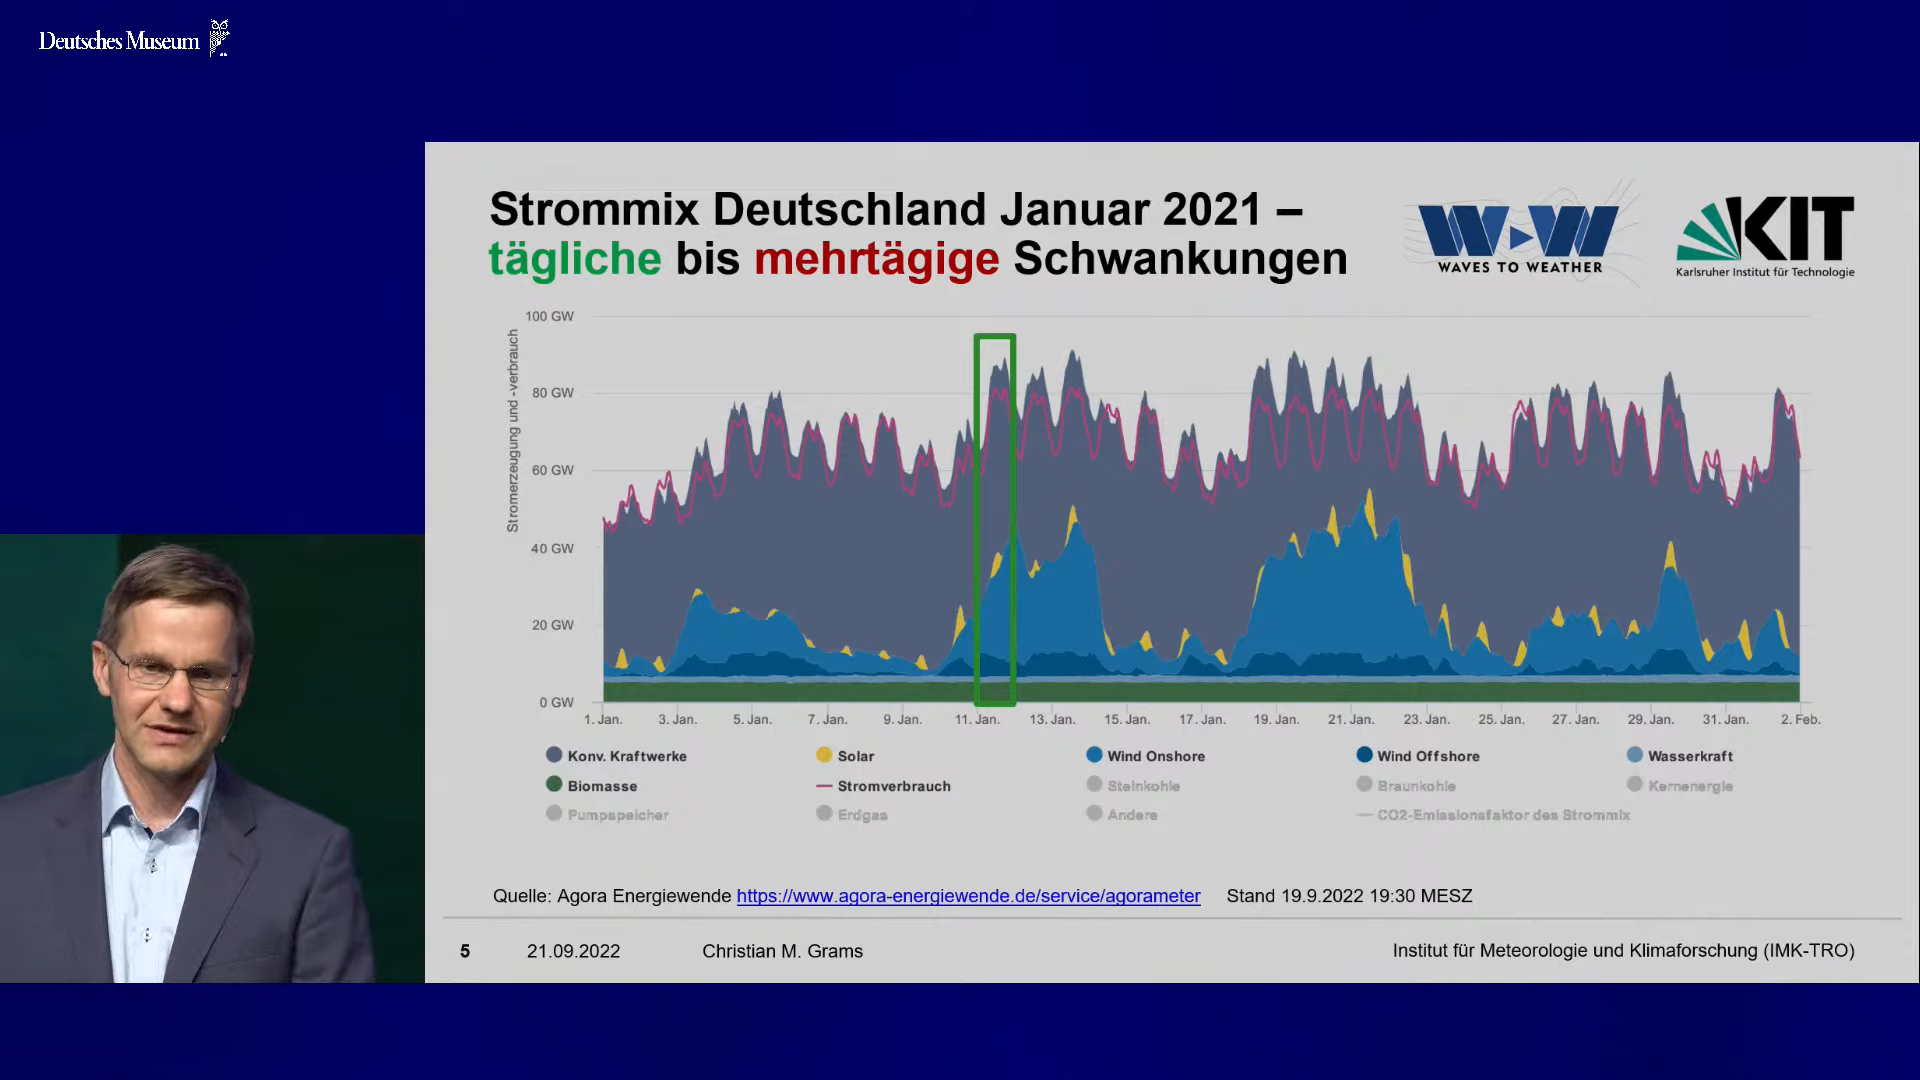 Deutsches Museum
Strommix Deutschland Januar 2021 –
tägliche bis mehrtägige Schwankungen
WAVES TO WEATHER
KIT
Karlsruher Institut für Technologie
Stromerzeugung und -verbrauch
100 GW
80 GW
60 GW
40 GW
20 GW
0 GW
1. Jan. 3. Jan. 5. Jan. 7. Jan. 9. Jan. 11. Jan. 13. Jan. 15. Jan. 17. Jan. 19. Jan. 21. Jan. 23. Jan. 25. Jan. 27. Jan. 29. Jan. 31. Jan. 2. Feb.
Konv. Kraftwerke Solar Wind Onshore Wind Offshore Wasserkraft
Biomasse Stromverbrauch Steinkohle Braunkohle Kernenergie
Pumpspeicher Erdgas Andere CO2-Emissionsfaktor des Strommix
Quelle: Agora Energiewende https://www.agora-energiewende.de/service/agorameter Stand 19.9.2022 19:30 MESZ
5 21.09.2022 Christian M. Grams Institut für Meteorologie und Klimaforschung (IMK-TRO)